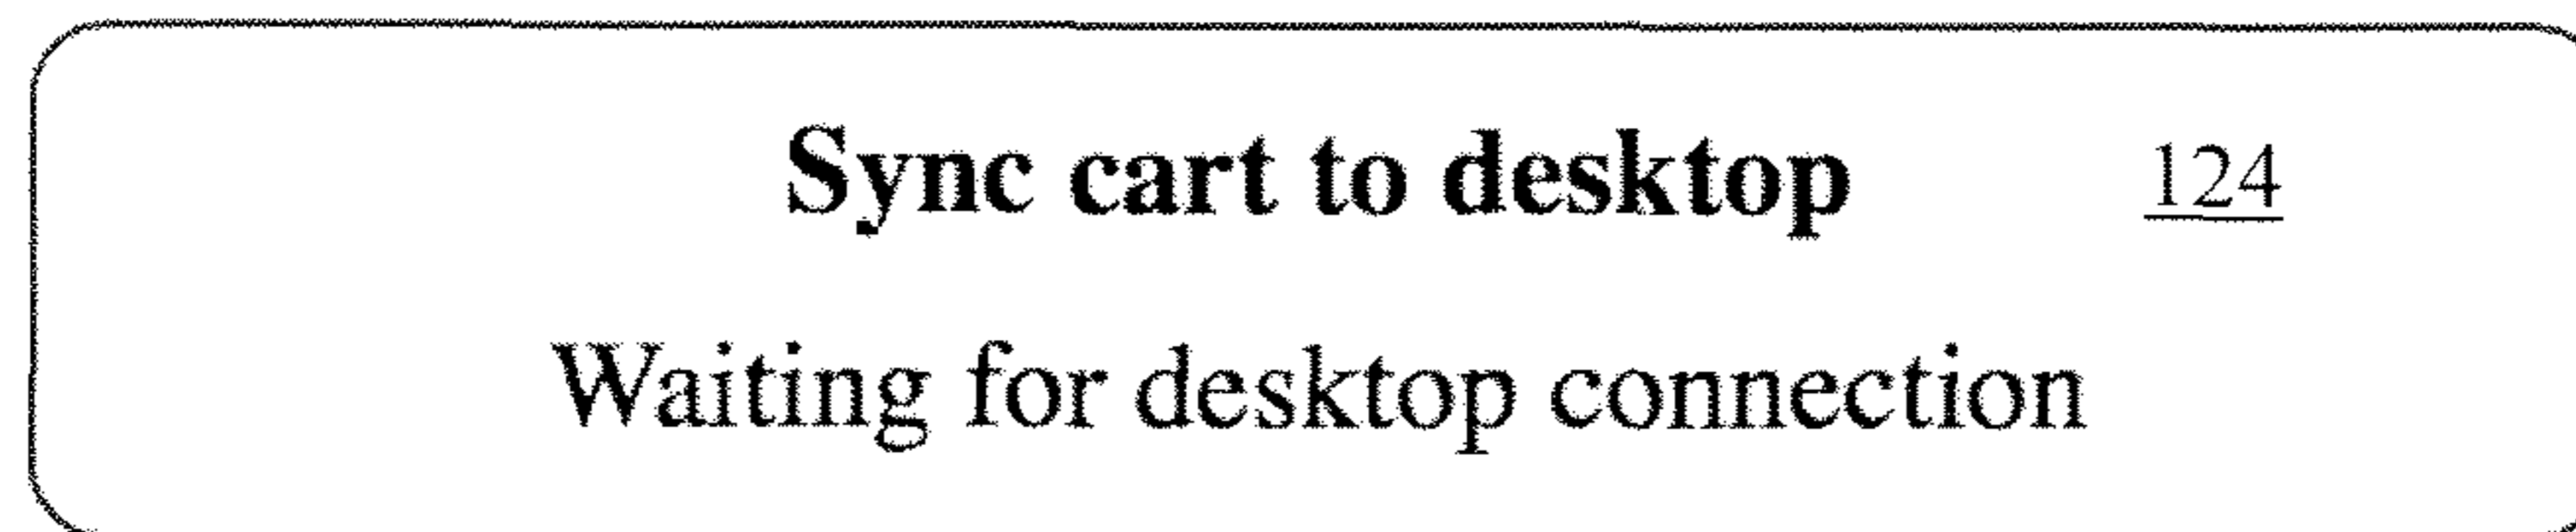 Sync cart to desktop 124
Waiting for desktop connection